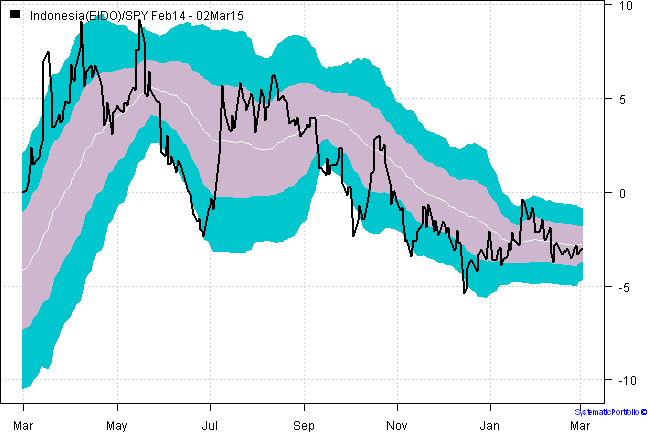 Indonesia(EIDO)/SPY Feb14 - 02Mar15
10
5
0
-5
-10
Mar
May
Jul
Sep
Nov
Jan
Mar
SystematicPortfolio ©